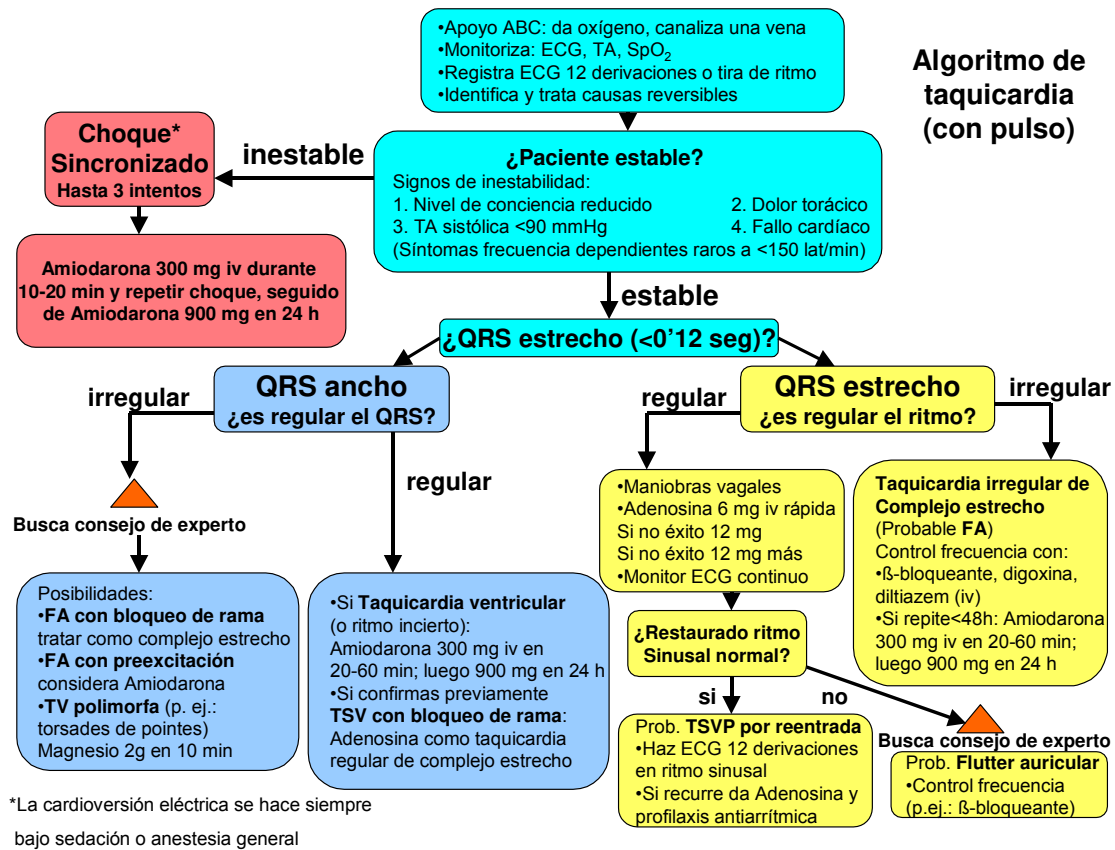 •Apoyo ABC: da oxígeno, canaliza una vena
•Monitoriza: ECG, TA, SpO₂
•Registra ECG 12 derivaciones o tira de ritmo
•Identifica y trata causas reversibles
Algoritmo de
taquicardia
(con pulso)
Choque*
Sincronizado
Hasta 3 intentos
inestable
¿Paciente estable?
Signos de inestabilidad:
1. Nivel de conciencia reducido 2. Dolor torácico
3. TA sistólica <90 mmHg 4. Fallo cardíaco
(Síntomas frecuencia dependientes raros a <150 lat/min)
Amiodarona 300 mg iv durante
10-20 min y repetir choque, seguido
de Amiodarona 900 mg en 24 h
estable
¿QRS estrecho (<0'12 seg)?
irregular
QRS ancho
¿es regular el QRS?
regular
QRS estrecho
¿es regular el ritmo?
irregular
regular
Busca consejo de experto
•Maniobras vagales
•Adenosina 6 mg iv rápida
Si no éxito 12 mg
Si no éxito 12 mg más
•Monitor ECG continuo
Taquicardia irregular de
Complejo estrecho
(Probable FA)
Control frecuencia con:
•ß-bloqueante, digoxina,
diltiazem (iv)
•Si repite<48h: Amiodarona
300 mg iv en 20-60 min;
luego 900 mg en 24 h
Posibilidades:
•FA con bloqueo de rama
tratar como complejo estrecho
•FA con preexcitación
considera Amiodarona
•TV polimorfa (p. ej.:
torsades de pointes)
Magnesio 2g en 10 min
•Si Taquicardia ventricular
(o ritmo incierto):
Amiodarona 300 mg iv en
20-60 min; luego 900 mg en 24 h
•Si confirmas previamente
TSV con bloqueo de rama:
Adenosina como taquicardia
regular de complejo estrecho
¿Restaurado ritmo
Sinusal normal?
si
no
Prob. TSVP por reentrada
•Haz ECG 12 derivaciones
en ritmo sinusal
•Si recurre da Adenosina y
profilaxis antiarrítmica
Busca consejo de experto
Prob. Flutter auricular
•Control frecuencia
(p.ej.: ß-bloqueante)
*La cardioversión eléctrica se hace siempre
bajo sedación o anestesia general